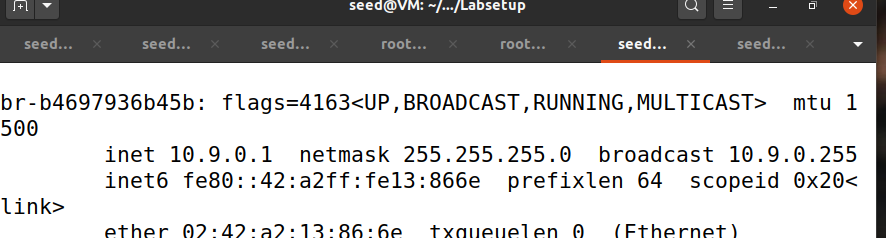 seed@VM: ~/.../Labsetup
seed... × seed... × seed... × root... × root... × seed... × seed... ×
br-b4697936b45b: flags=4163<UP,BROADCAST,RUNNING,MULTICAST>  mtu 1
500
        inet 10.9.0.1  netmask 255.255.255.0  broadcast 10.9.0.255
        inet6 fe80::42:a2ff:fe13:866e  prefixlen 64  scopeid 0x20<
link>
        ether 02:42:a2:13:86:6e  txqueuelen 0  (Ethernet)